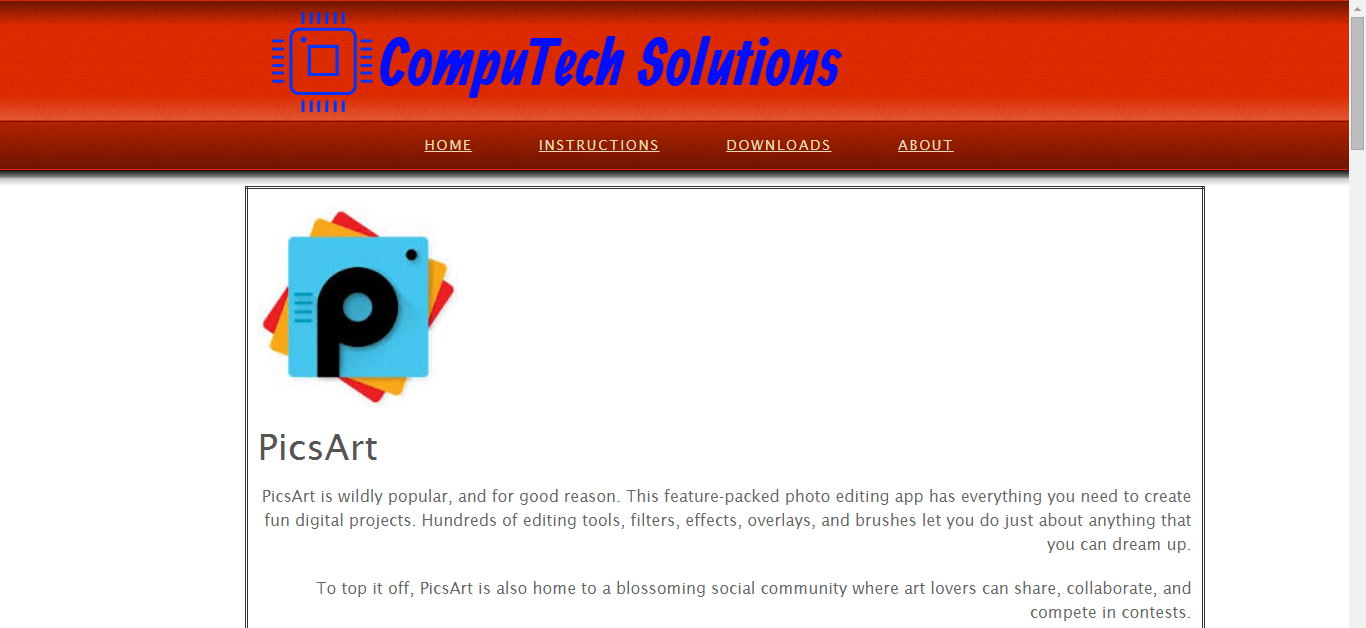 CompuTech Solutions
HOME INSTRUCTIONS DOWNLOADS ABOUT
P
PicsArt
PicsArt is wildly popular, and for good reason. This feature-packed photo editing app has everything you need to create
fun digital projects. Hundreds of editing tools, filters, effects, overlays, and brushes let you do just about anything that
you can dream up.
To top it off, PicsArt is also home to a blossoming social community where art lovers can share, collaborate, and
compete in contests.